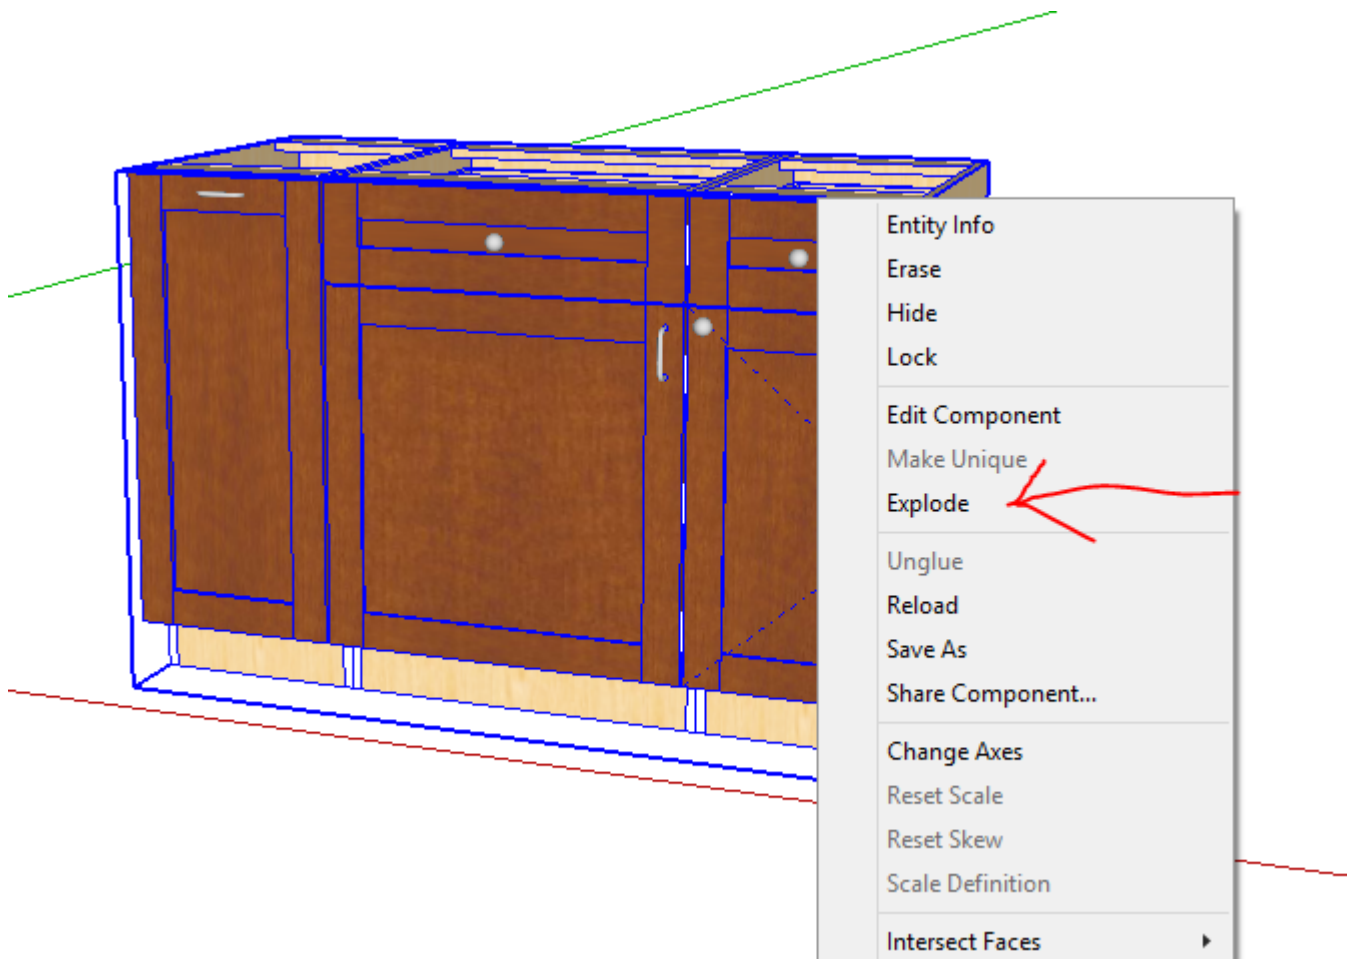 Entity Info
Erase
Hide
Lock
Edit Component
Make Unique
Explode
Unglue
Reload
Save As
Share Component...
Change Axes
Reset Scale
Reset Skew
Scale Definition
Intersect Faces